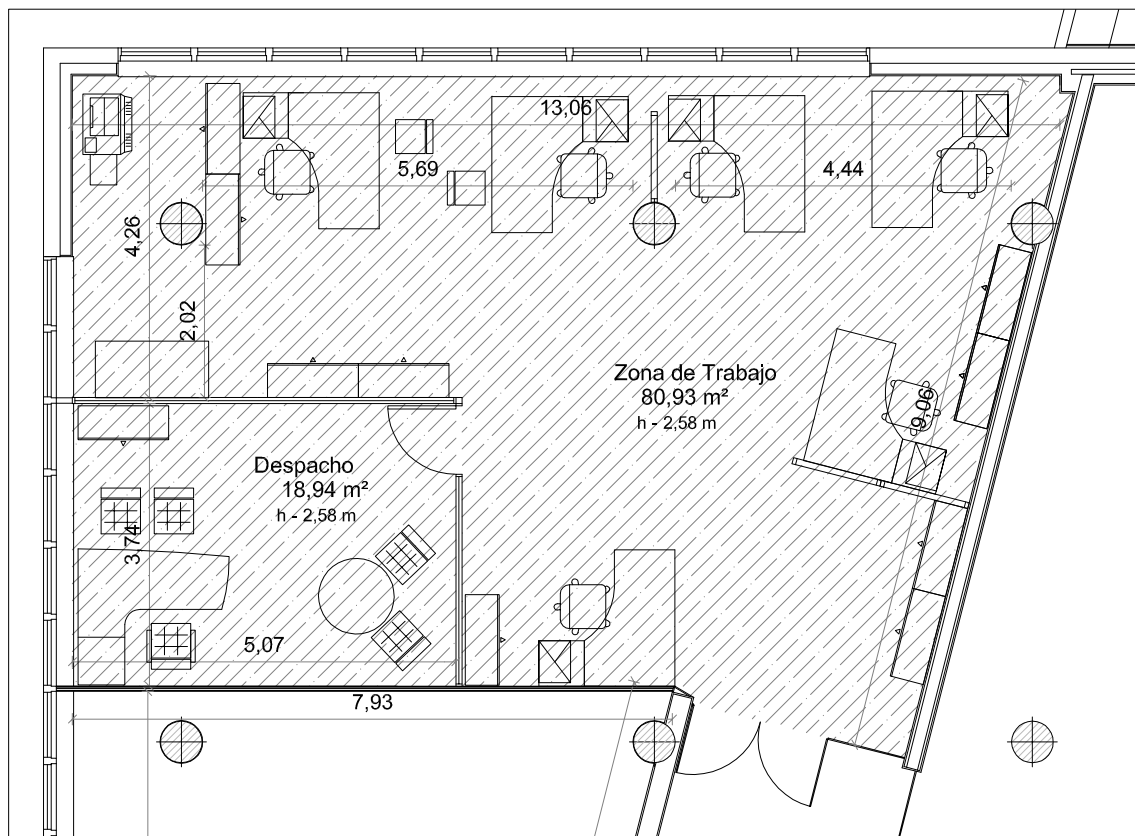 13,06
5,69
4,44
4,26
2,02
Zona de Trabajo
80,93 m²
h - 2,58 m
9,06
Despacho
18,94 m²
h - 2,58 m
3,74
5,07
7,93